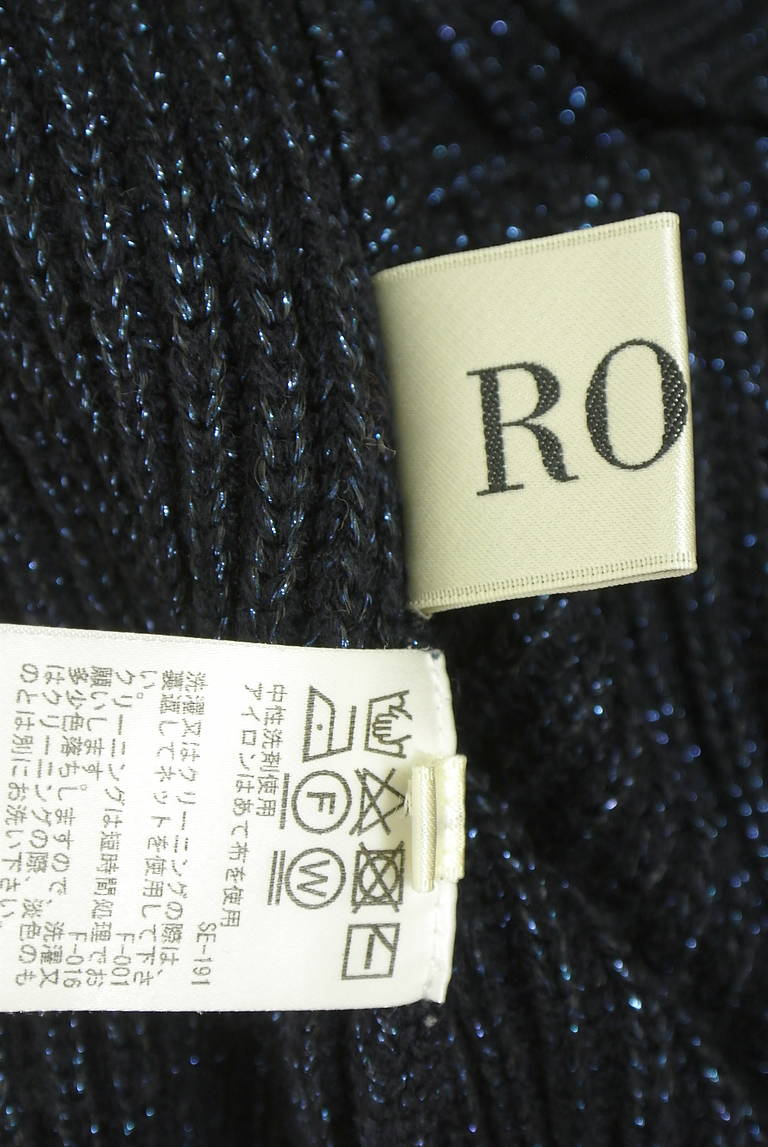 RO
F
W
中性洗剤使用
アイロンはあて布を使用
SE-191
洗濯又はクリーニングの際は、
裏返してネットを使用して下さ
い。 F-001
クリーニングは短時間処理でお
願いします。 F-016
多少色落ちしますので、洗濯又
はクリーニングの際、淡色のも
のとは別にお洗い下さい。